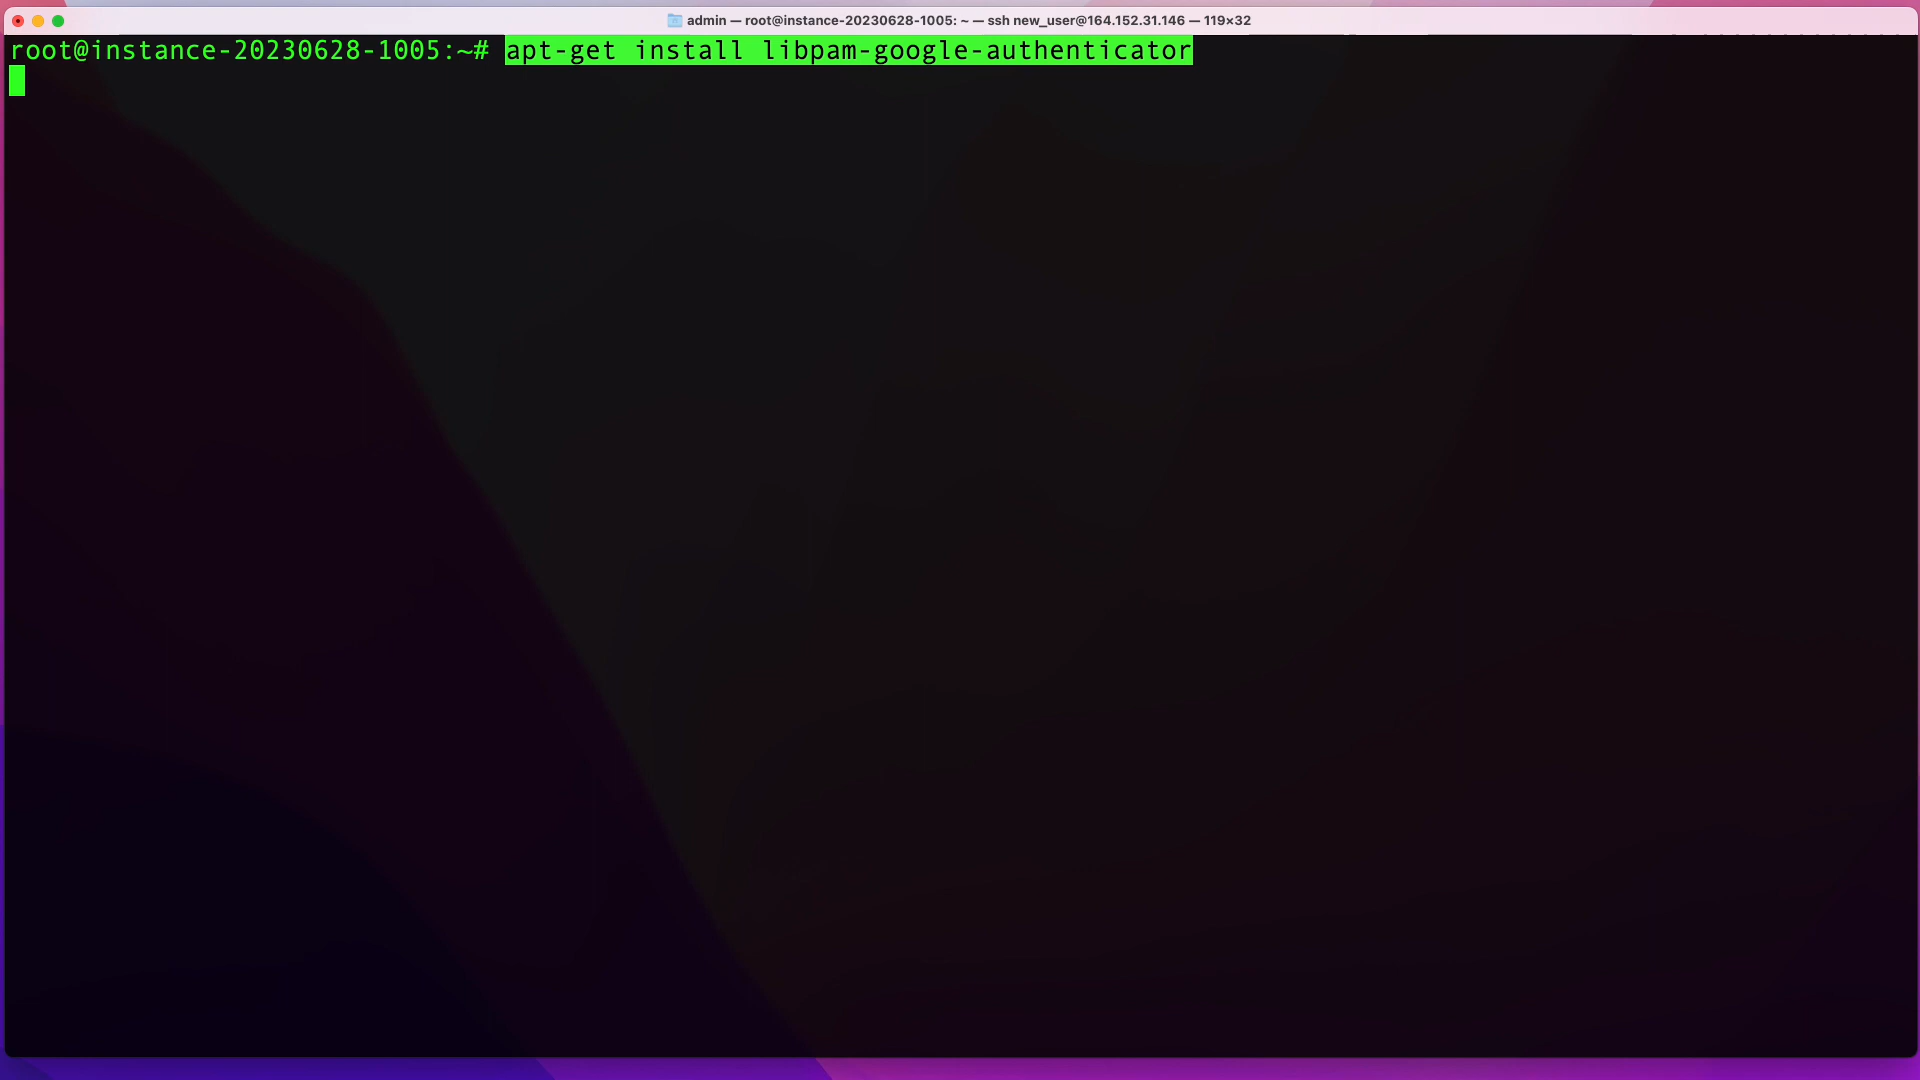 admin — root@instance-20230628-1005: ~ — ssh new_user@164.152.31.146 — 119×32
root@instance-20230628-1005:~# apt-get install libpam-google-authenticator